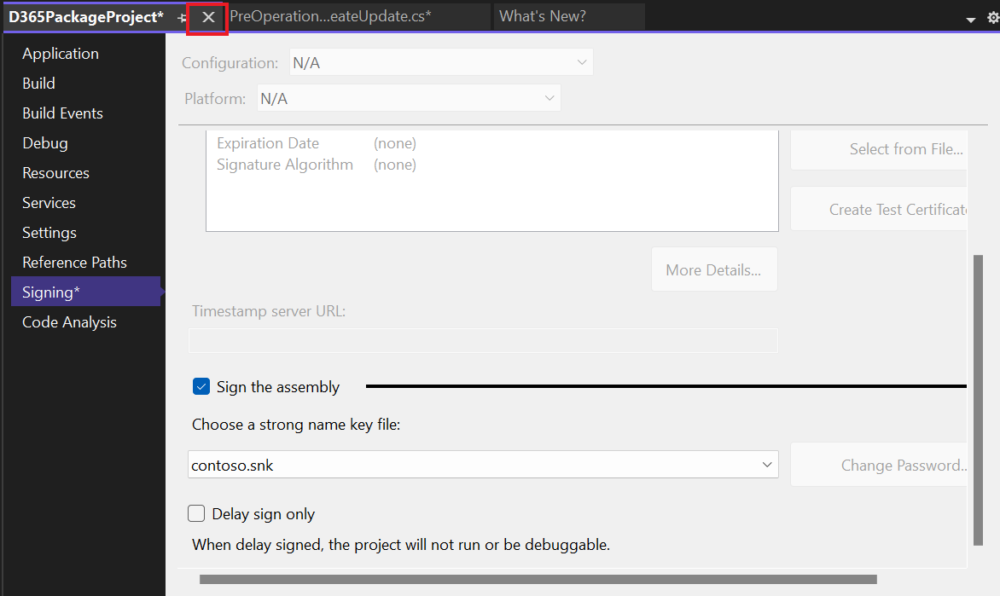 D365PackageProject* PreOperation...eateUpdate.cs* What's New?
Application
Build
Build Events
Debug
Resources
Services
Settings
Reference Paths
Signing*
Code Analysis
Configuration: N/A
Platform: N/A
Expiration Date (none)
Signature Algorithm (none)
Select from File...
Create Test Certificat
More Details...
Timestamp server URL:
Sign the assembly
Choose a strong name key file:
contoso.snk
Change Password..
Delay sign only
When delay signed, the project will not run or be debuggable.